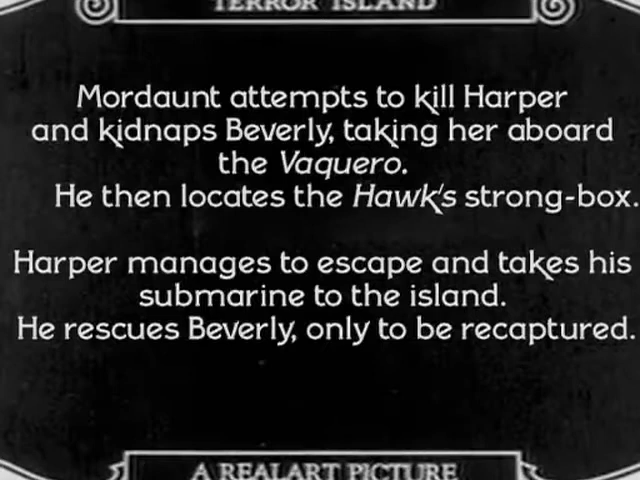 TERROR ISLAND
Mordaunt attempts to kill Harper
and kidnaps Beverly, taking her aboard
the Vaquero.
He then locates the Hawk's strong-box.
Harper manages to escape and takes his
submarine to the island.
He rescues Beverly, only to be recaptured.
A REALART PICTURE